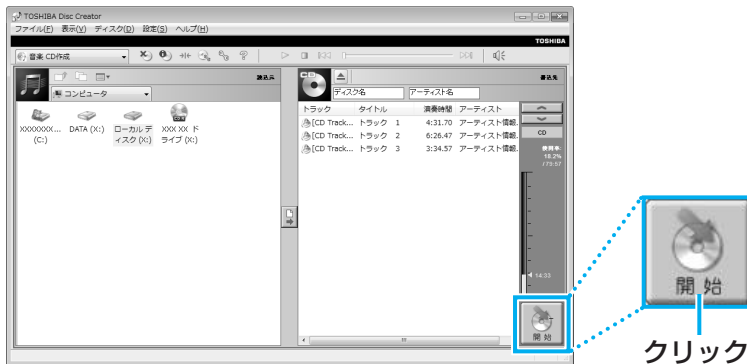 TOSHIBA Disc Creator
ファイル(F) 表示(V) ディスク(D) 設定(S) ヘルプ(H)
TOSHIBA
音楽 CD作成
読込元
コンピュータ
XXXXXXX... (C:)
DATA (X:)
ローカル ディスク (X:)
XXX XX ドライブ (X:)
CD
書込先
ディスク名 アーティスト名
トラック タイトル 演奏時間 アーティスト
[CD Track... トラック 1 4:31.70 アーティスト情報.
[CD Track... トラック 2 6:26.47 アーティスト情報.
[CD Track... トラック 3 3:34.57 アーティスト情報.
CD
使用率:
18.2%
/79:57
14:33
開始
開始
クリック